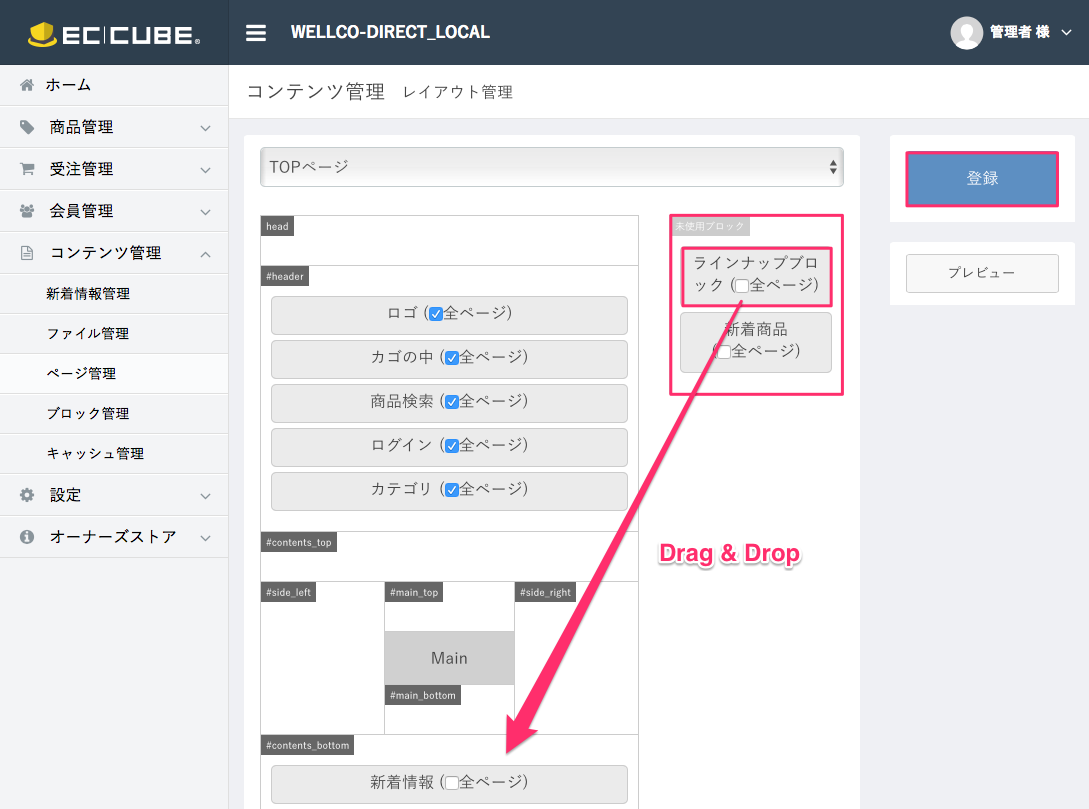 EC CUBE®
WELLCO-DIRECT_LOCAL
管理者 様
ホーム
商品管理
受注管理
会員管理
コンテンツ管理
新着情報管理
ファイル管理
ページ管理
ブロック管理
キャッシュ管理
設定
オーナーズストア
コンテンツ管理 レイアウト管理
TOPページ
head
#header
ロゴ (全ページ)
カゴの中 (全ページ)
商品検索 (全ページ)
ログイン (全ページ)
カテゴリ (全ページ)
#contents_top
#side_left
#main_top
#side_right
Main
#main_bottom
#contents_bottom
新着情報 (全ページ)
未使用ブロック
ラインナップブロ
ック (全ページ)
新着商品
(全ページ)
Drag & Drop
登録
プレビュー